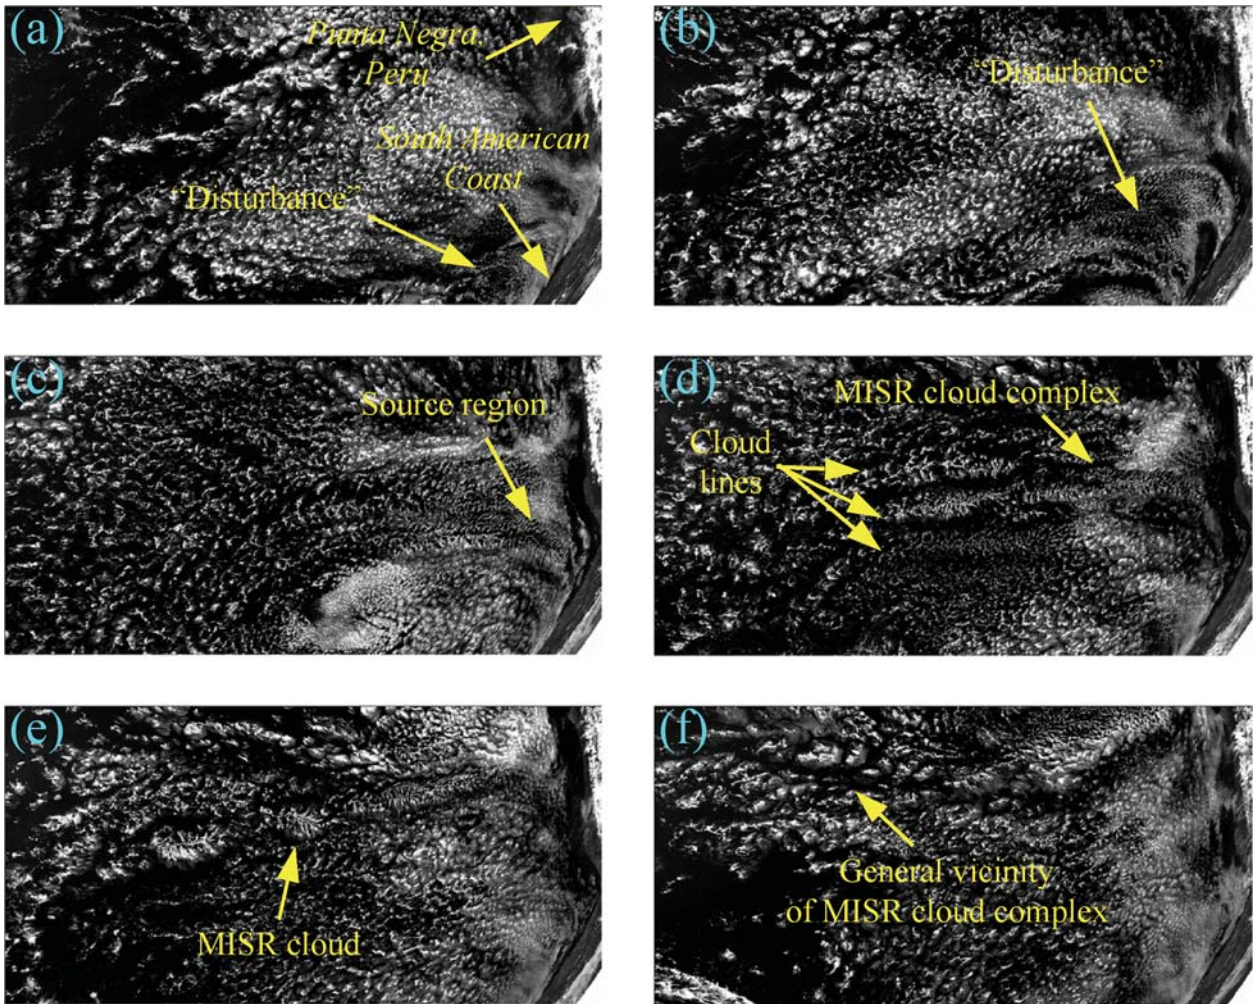 (a)
Punta Negra,
Peru
South American
Coast
"Disturbance"
(b)
"Disturbance"
(c)
Source region
(d)
MISR cloud complex
Cloud
lines
(e)
MISR cloud
(f)
General vicinity
of MISR cloud complex